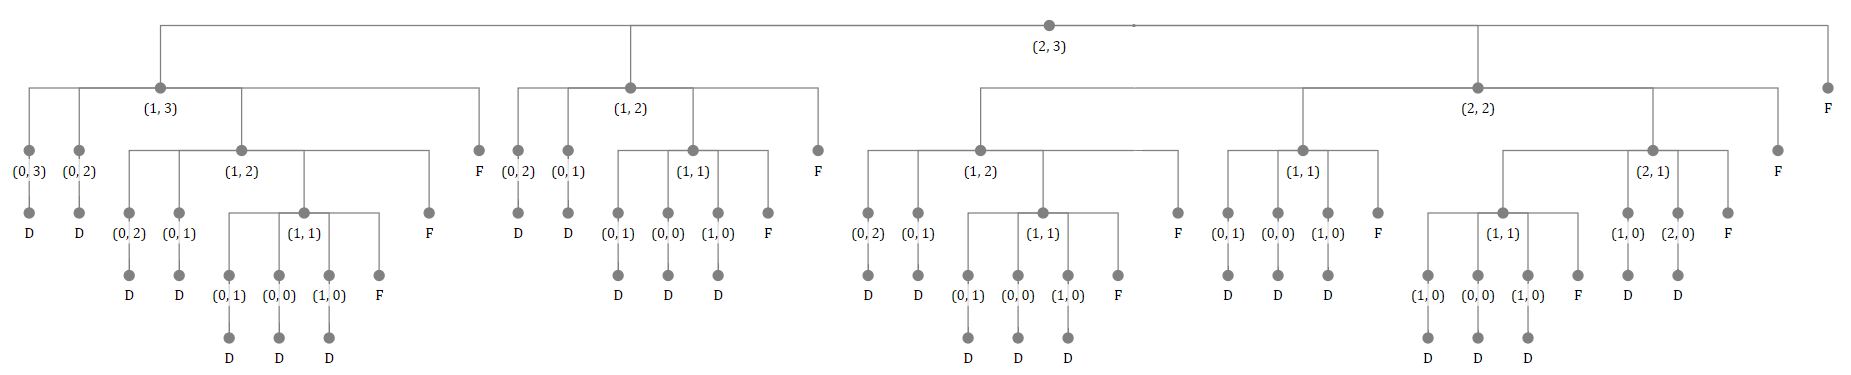 (2, 3)
(1, 3) (1, 2) (2, 2) F
(0, 3) (0, 2) (1, 2) F (0, 2) (0, 1) (1, 1) F (1, 2) (1, 1) (2, 1) F
D D (0, 2) (0, 1) (1, 1) F D D (0, 1) (0, 0) (1, 0) F (0, 2) (0, 1) (1, 1) F (0, 1) (0, 0) (1, 0) F (1, 1) (1, 0) (2, 0) F
D D (0, 1) (0, 0) (1, 0) F D D D D D (0, 1) (0, 0) (1, 0) F D D D (1, 0) (0, 0) (1, 0) F D D
D D D D D D D D D